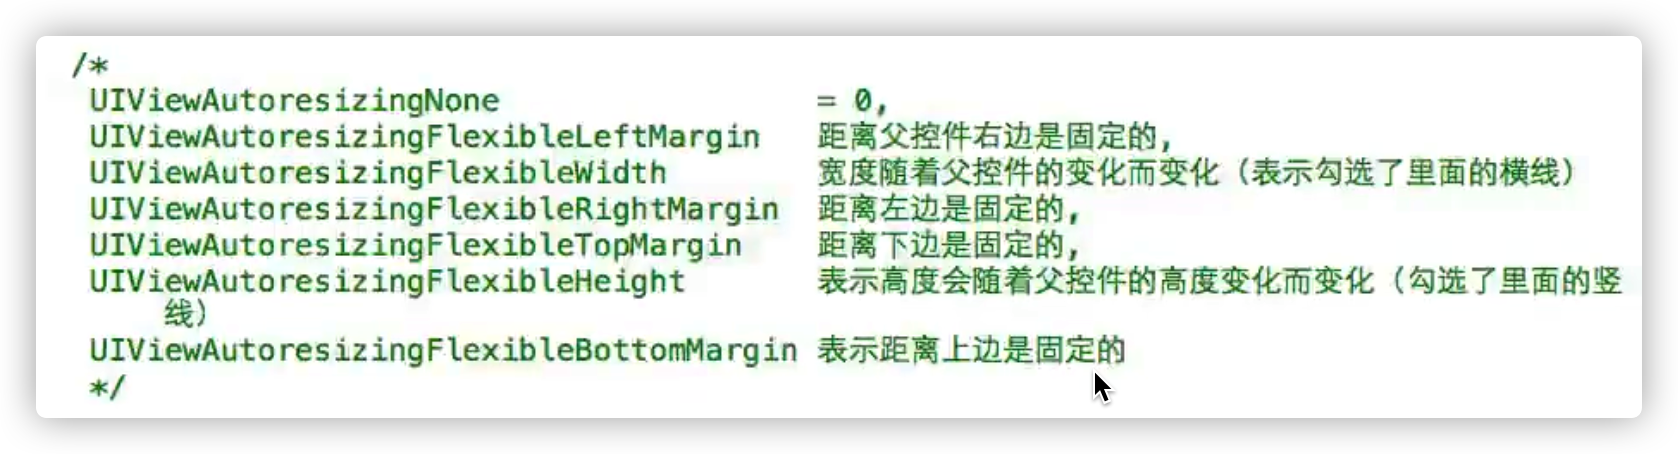 /*
UIViewAutoresizingNone = 0,
UIViewAutoresizingFlexibleLeftMargin 距离父控件右边是固定的,
UIViewAutoresizingFlexibleWidth 宽度随着父控件的变化而变化（表示勾选了里面的横线）
UIViewAutoresizingFlexibleRightMargin 距离左边是固定的,
UIViewAutoresizingFlexibleTopMargin 距离下边是固定的,
UIViewAutoresizingFlexibleHeight 表示高度会随着父控件的高度变化而变化（勾选了里面的竖
线）
UIViewAutoresizingFlexibleBottomMargin 表示距离上边是固定的
*/